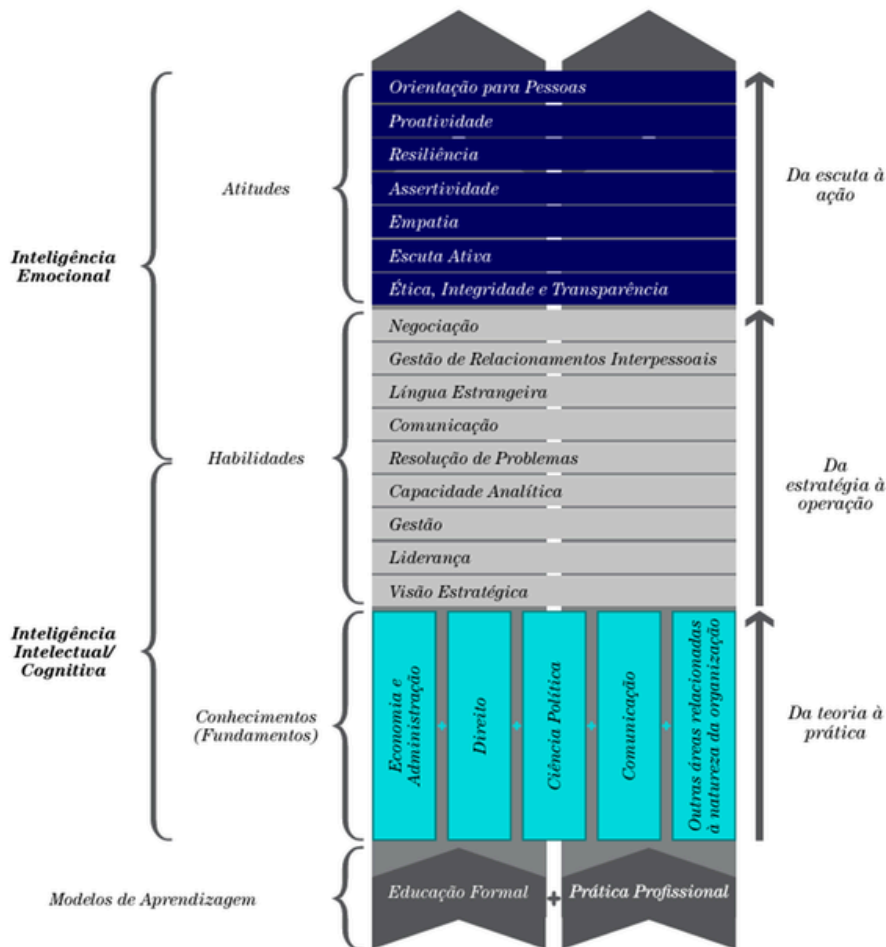 Orientação para Pessoas
Proatividade
Resiliência
Atitudes
Assertividade
Da escuta à
ação
Empatia
Inteligência
Emocional
Escuta Ativa
Ética, Integridade e Transparência
Negociação
Gestão de Relacionamentos Interpessoais
Língua Estrangeira
Comunicação
Habilidades
Resolução de Problemas
Da
estratégia à
operação
Capacidade Analítica
Gestão
Liderança
Visão Estratégica
Inteligência
Intelectual/
Cognitiva
Conhecimentos
(Fundamentos)
Economia e
Administração
+
Direito
+
Ciência Política
+
Comunicação
+
Outras áreas relacionadas
à natureza da organização
Da teoria à
prática
Modelos de Aprendizagem
Educação Formal
+
Prática Profissional